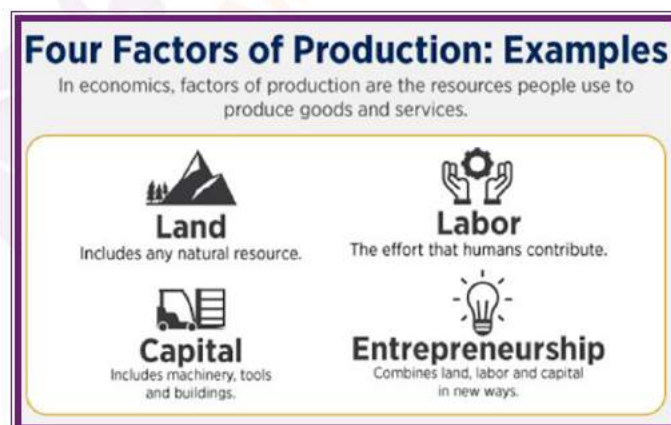 Four Factors of Production: Examples
In economics, factors of production are the resources people use to
produce goods and services.
Land
Includes any natural resource.
Labor
The effort that humans contribute.
Capital
Includes machinery, tools
and buildings.
Entrepreneurship
Combines land, labor and capital
in new ways.